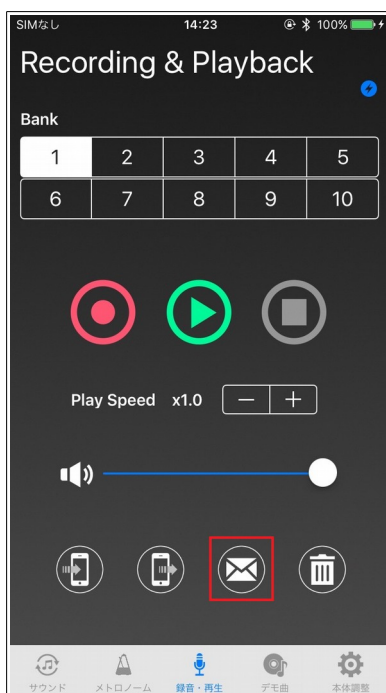 SIMなし 14:23 100%
Recording & Playback
Bank
1 2 3 4 5
6 7 8 9 10
Play Speed x1.0 − +
サウンド メトロノーム 録音・再生 デモ曲 本体調整